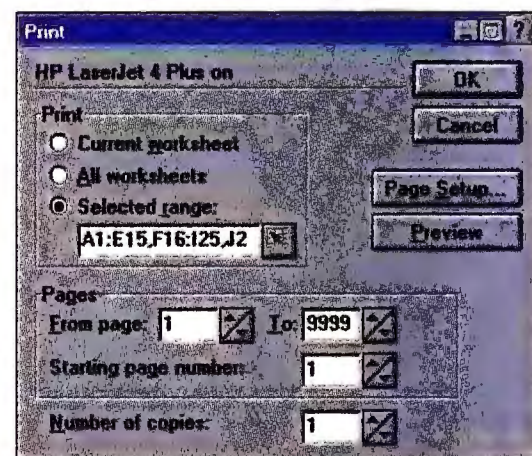 Print
HP LaserJet 4 Plus on
OK
Print
Cancel
Current worksheet
All worksheets
Page Setup...
Selected range:
Preview
A1:E15,F16:I25,J2
Pages
From page: 1 To: 9999
Starting page number: 1
Number of copies: 1